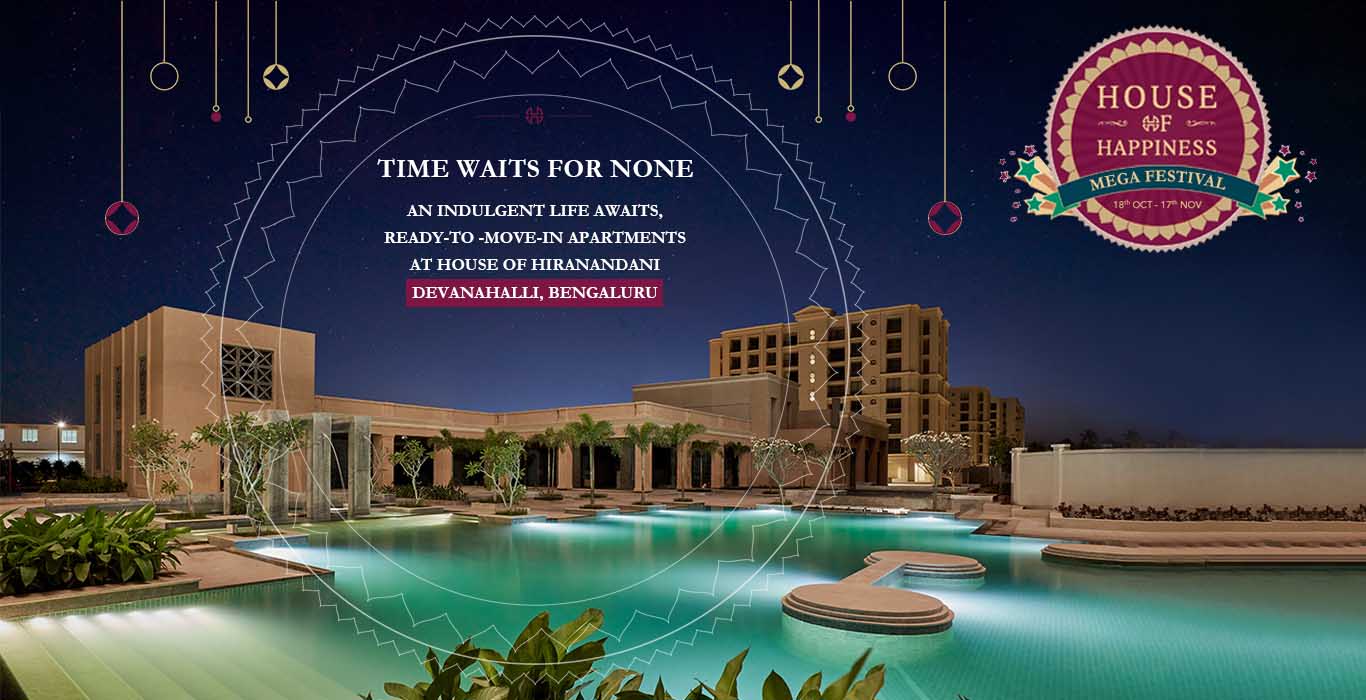 TIME WAITS FOR NONE
AN INDULGENT LIFE AWAITS,
READY-TO -MOVE-IN APARTMENTS
AT HOUSE OF HIRANANDANI
DEVANAHALLI, BENGALURU
HOUSE
OF
HAPPINESS
MEGA FESTIVAL
18th OCT - 17th NOV